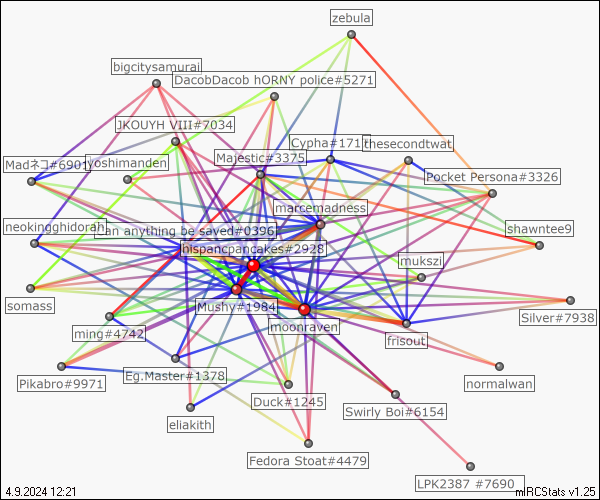 zebula
bigcitysamurai
DacobDacob hORNY police#5271
JKOUYH VIII#7034
Cypha#171
thesecondtwat
Madネコ#6901
yoshimanden
Majestic#3375
Pocket Persona#3326
marsemadness
neokingghidorah
can anything be saved#0396
shawntee9
hispancpancakes#2928
mukszi
somass
Mushy#1984
Silver#7938
ming#4742
moonraven
frisout
Pikabro#9971
Eg.Master#1378
normalwan
Duck#1245
Swirly Boi#6154
eliakith
Fedora Stoat#4479
LPK2387 #7690
4.9.2024 12:21
mIRCStats v1.25